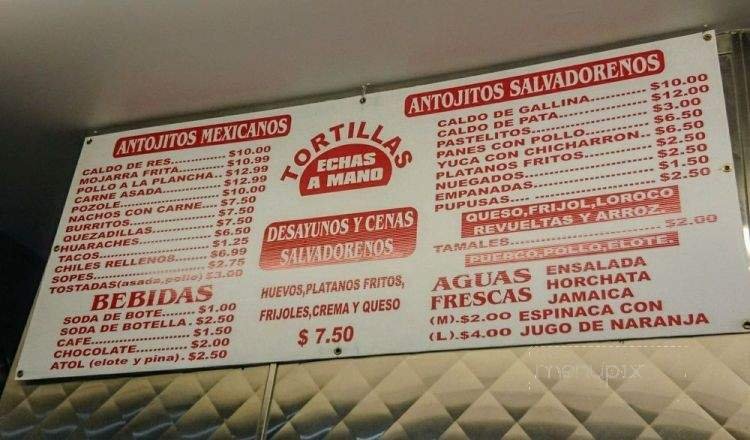 ANTOJITOS MEXICANOS
CALDO DE RES............. $10.00
MOJARRA FRITA........... $10.99
POLLO A LA PLANCHA.. $12.99
CARNE ASADA............... $12.99
POZOLE........................ $10.00
NACHOS CON CARNE.. $7.50
BURRITOS.................... $7.50
QUEZADILLAS............... $7.50
HUARACHES................ $6.50
TACOS......................... $1.25
CHILES RELLENOS....... $6.99
SOPES......................... $2.75
TOSTADAS(asada,pollo) $3.00
BEBIDAS
SODA DE BOTE....... $1.00
SODA DE BOTELLA. $2.50
CAFE..................... $1.50
CHOCOLATE.......... $2.00
ATOL (elote y pina). $2.50
TORTILLAS
ECHAS
A MANO
DESAYUNOS Y CENAS
SALVADORENOS
HUEVOS,PLATANOS FRITOS,
FRIJOLES,CREMA Y QUESO
$ 7.50
ANTOJITOS SALVADORENOS
CALDO DE GALLINA........... $10.00
CALDO DE PATA................ $12.00
PASTELITOS...................... $3.00
PANES CON POLLO........... $6.50
YUCA CON CHICHARRON.. $6.50
PLATANOS FRITOS............ $2.50
NUEGADOS....................... $2.50
EMPANADAS.................... $1.50
PUPUSAS......................... $2.50
QUESO,FRIJOL,LOROCO
REVUELTAS Y ARROZ.
TAMALES......................... $2.00
PUERCO,POLLO,ELOTE.
AGUAS FRESCAS
ENSALADA
HORCHATA
JAMAICA
(M).$2.00 ESPINACA CON
(L).$4.00 JUGO DE NARANJA
menupix